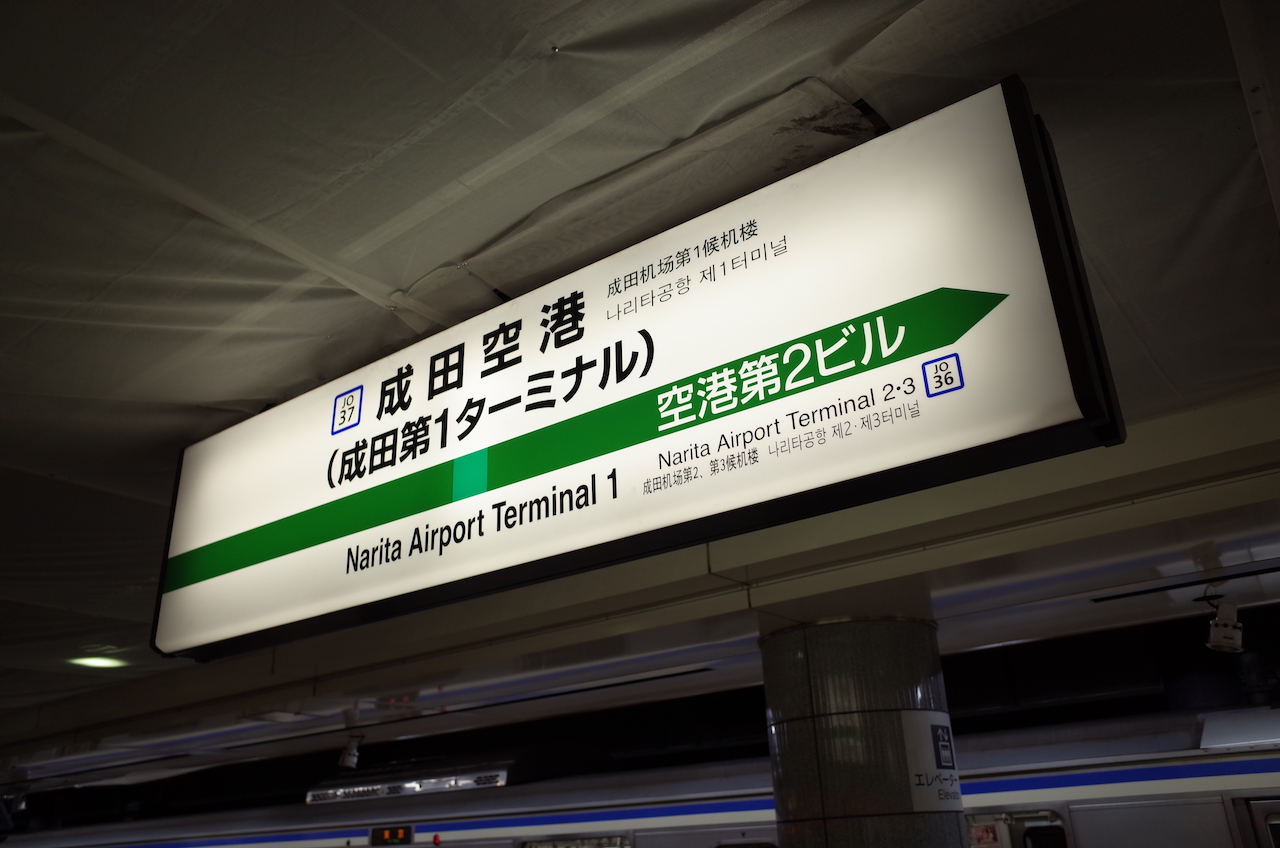 JO
37
成田空港
成田机场第1候机楼
나리타공항 제1터미널
(成田第1ターミナル)
空港第2ビル
Narita Airport Terminal 1
Narita Airport Terminal 2･3
JO
36
成田机场第2、第3候机楼 나리타공항 제2·제3터미널
エレベーター
Elevator